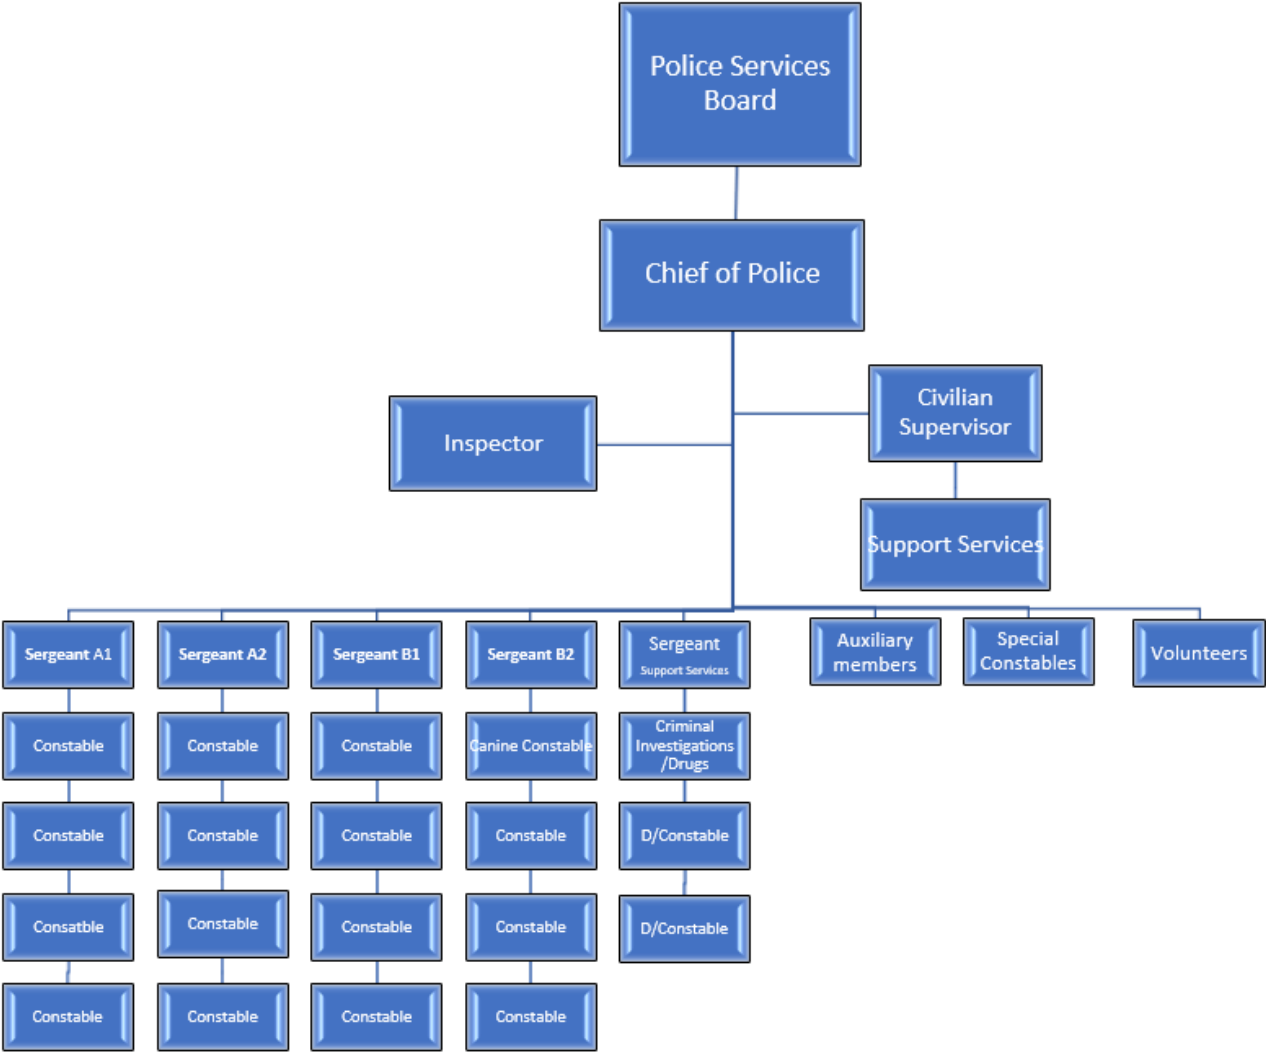 Police Services
Board
Chief of Police
Civilian
Supervisor
Inspector
Support Services
Sergeant A1
Sergeant A2
Sergeant B1
Sergeant B2
Sergeant
Support Services
Auxiliary
members
Special
Constables
Volunteers
Constable
Constable
Constable
Canine Constable
Criminal
Investigations
/Drugs
Constable
Constable
Constable
Constable
D/Constable
Consatble
Constable
Constable
Constable
D/Constable
Constable
Constable
Constable
Constable